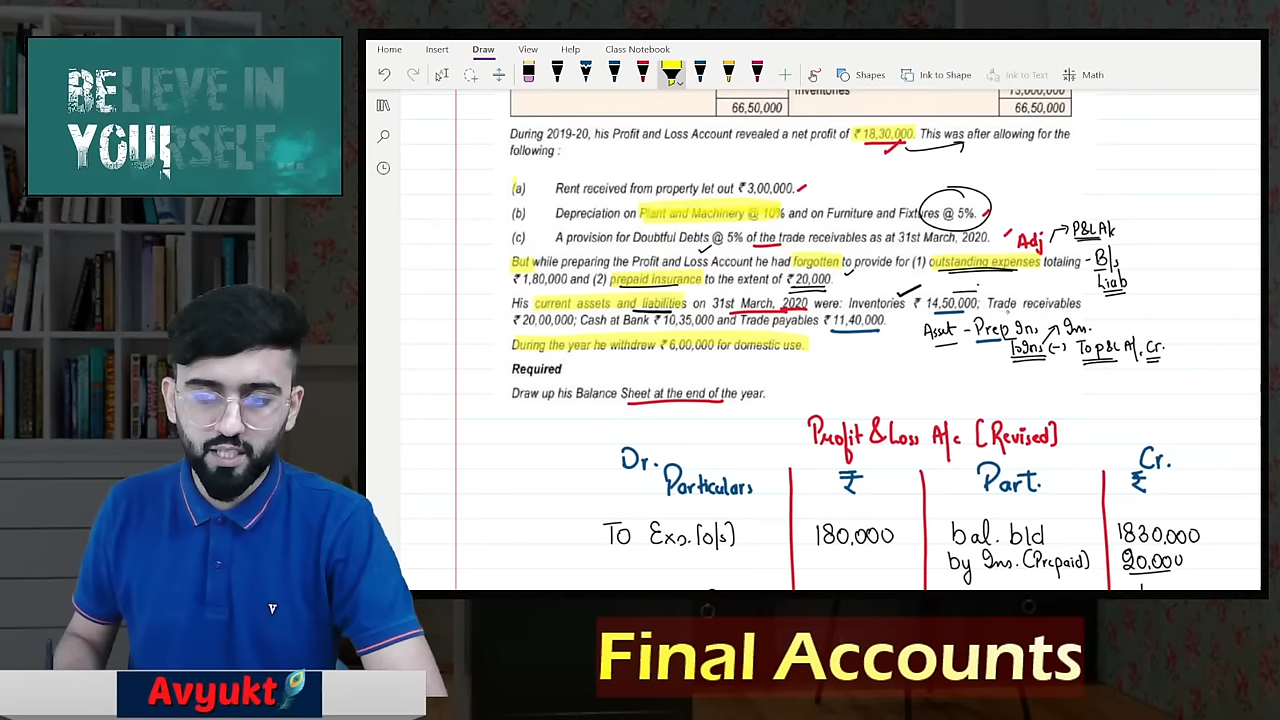 BELIEVE IN
YOURSELF...
Home Insert Draw View Help Class Notebook
Shapes Ink to Shape Ink to Text Math
Inventories
66,50,000 66,50,000
During 2019-20, his Profit and Loss Account revealed a net profit of ₹ 18,30,000. This was after allowing for the
following :
(a) Rent received from property let out ₹ 3,00,000.
(b) Depreciation on Plant and Machinery @ 10% and on Furniture and Fixtures @ 5%.
(c) A provision for Doubtful Debts @ 5% of the trade receivables as at 31st March, 2020.
Adj
P&L A/c
But while preparing the Profit and Loss Account he had forgotten to provide for (1) outstanding expenses totaling
B/s
₹ 1,80,000 and (2) prepaid insurance to the extent of ₹ 20,000.
Liab
His current assets and liabilities on 31st March, 2020 were: Inventories ₹ 14,50,000; Trade receivables
₹ 20,00,000; Cash at Bank ₹ 10,35,000 and Trade payables ₹ 11,40,000.
Asset - Prep Ins Ins.
To Ins (-) To P&L A/c Cr.
During the year he withdrew ₹ 6,00,000 for domestic use.
Required
Draw up his Balance Sheet at the end of the year.
Profit & Loss A/c [Revised]
Dr. Cr.
Particulars ₹ Part. ₹
To Exp. [o/s] 180,000 bal. b/d 1830,000
by Ins. (Prepaid) 20,000
V
Final Accounts
Avyukt